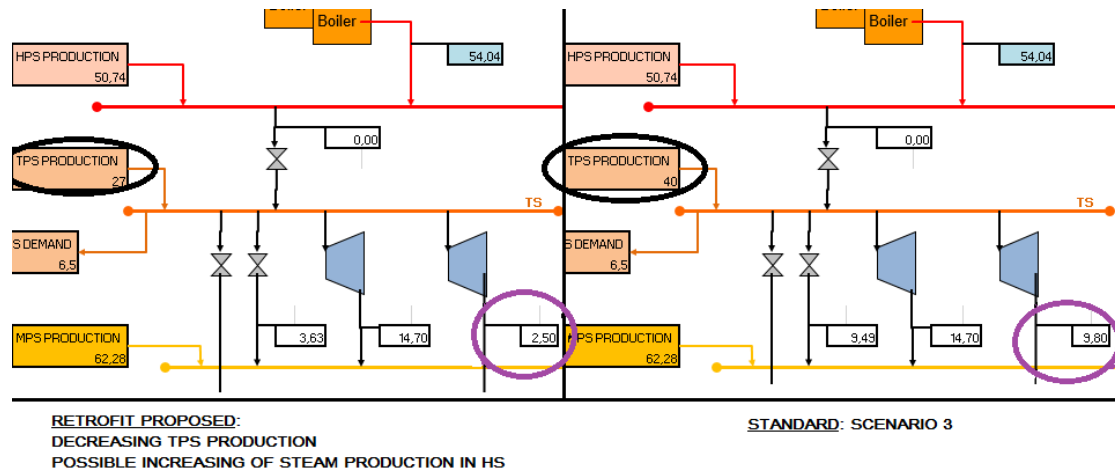 Boiler
Boiler
HPS PRODUCTION
50,74
54,04
0,00
TPS PRODUCTION
27
TS
S DEMAND
6,5
MPS PRODUCTION
62,28
3,63
14,70
2,50
RETROFIT PROPOSED:
DECREASING TPS PRODUCTION
POSSIBLE INCREASING OF STEAM PRODUCTION IN HS
Boiler
Boiler
HPS PRODUCTION
50,74
54,04
0,00
TPS PRODUCTION
40
TS
S DEMAND
6,5
MPS PRODUCTION
62,28
9,49
14,70
9,80
STANDARD: SCENARIO 3